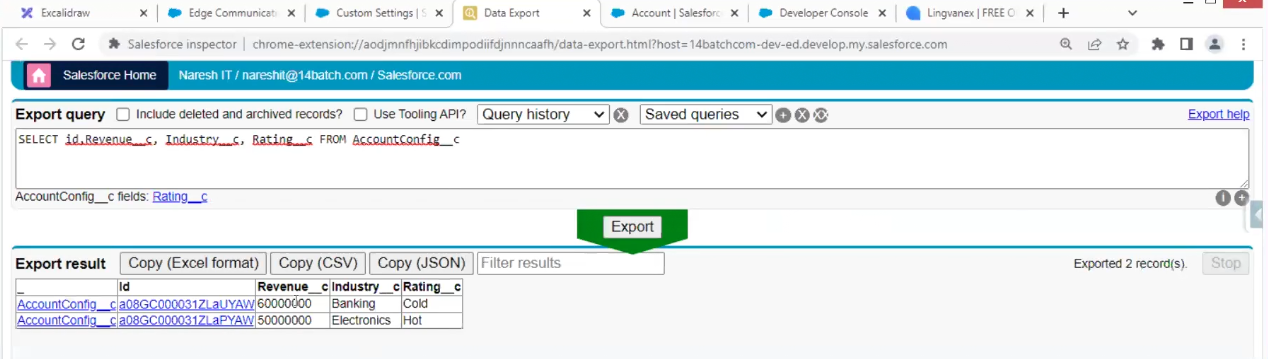 Excalidraw
Edge Communicat
Custom Settings | S
Data Export
Account | Salesforc
Developer Console
Lingvanex | FREE O
Salesforce inspector | chrome-extension://aodjmnfhjibkcdimpodiifdjnnncaafh/data-export.html?host=14batchcom-dev-ed.develop.my.salesforce.com
Salesforce Home Naresh IT / nareshit@14batch.com / Salesforce.com
Export query Include deleted and archived records? Use Tooling API? Query history Saved queries Export help
SELECT id,Revenue__c, Industry__c, Rating__c FROM AccountConfig__c
AccountConfig__c fields: Rating__c
Export
Export result Copy (Excel format) Copy (CSV) Copy (JSON) Filter results Exported 2 record(s). Stop
_ Id Revenue__c Industry__c Rating__c
AccountConfig__c a08GC000031ZLaUYAW 60000000 Banking Cold
AccountConfig__c a08GC000031ZLaPYAW 50000000 Electronics Hot